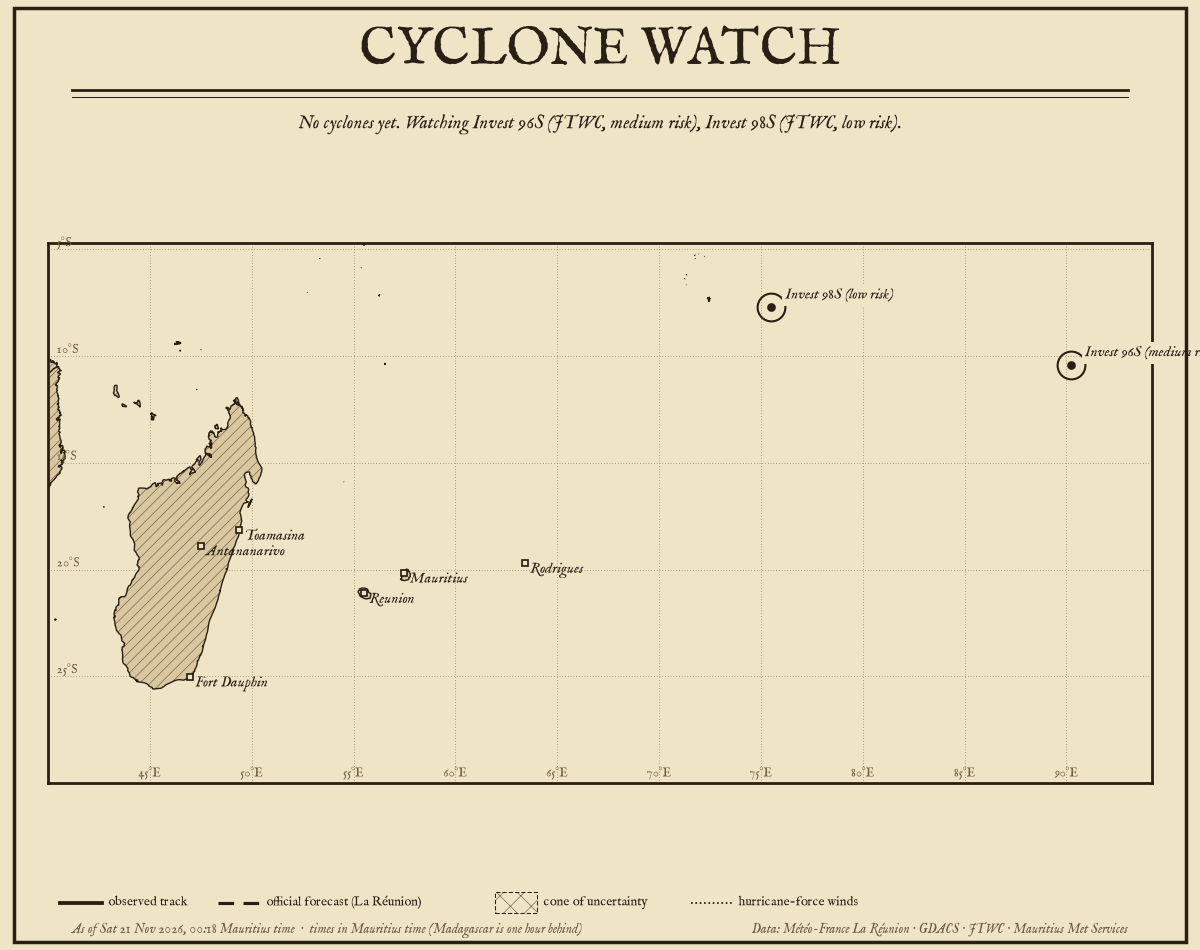 CYCLONE WATCH
No cyclones yet. Watching Invest 96S (JTWC, medium risk), Invest 98S (JTWC, low risk).
5°S
Invest 98S (low risk)
10°S
Invest 96S (medium r
°S
Toamasina
Antananarivo
20°S
Rodrigues
Mauritius
Reunion
25°S
Fort Dauphin
45°E 50°E 55°E 60°E 65°E 70°E 75°E 80°E 85°E 90°E
observed track official forecast (La Réunion) cone of uncertainty hurricane-force winds
As of Sat 21 Nov 2026, 00:18 Mauritius time · times in Mauritius time (Madagascar is one hour behind) Data: Météo-France La Réunion · GDACS · JTWC · Mauritius Met Services